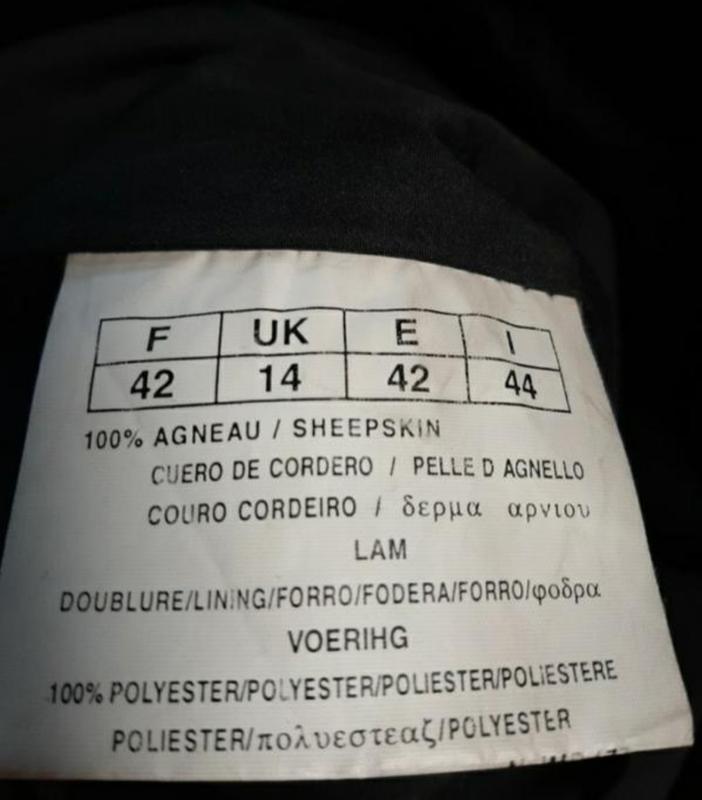 F UK E I
42 14 42 44
100% AGNEAU / SHEEPSKIN
CUERO DE CORDERO / PELLE D AGNELLO
COURO CORDEIRO / δερμα αρνιου
LAM
DOUBLURE/LINING/FORRO/FODERA/FORRO/φοδρα
VOERIHG
100% POLYESTER/POLYESTER/POLIESTER/POLIESTERE
POLIESTER/πολυεστεαζ/POLYESTER